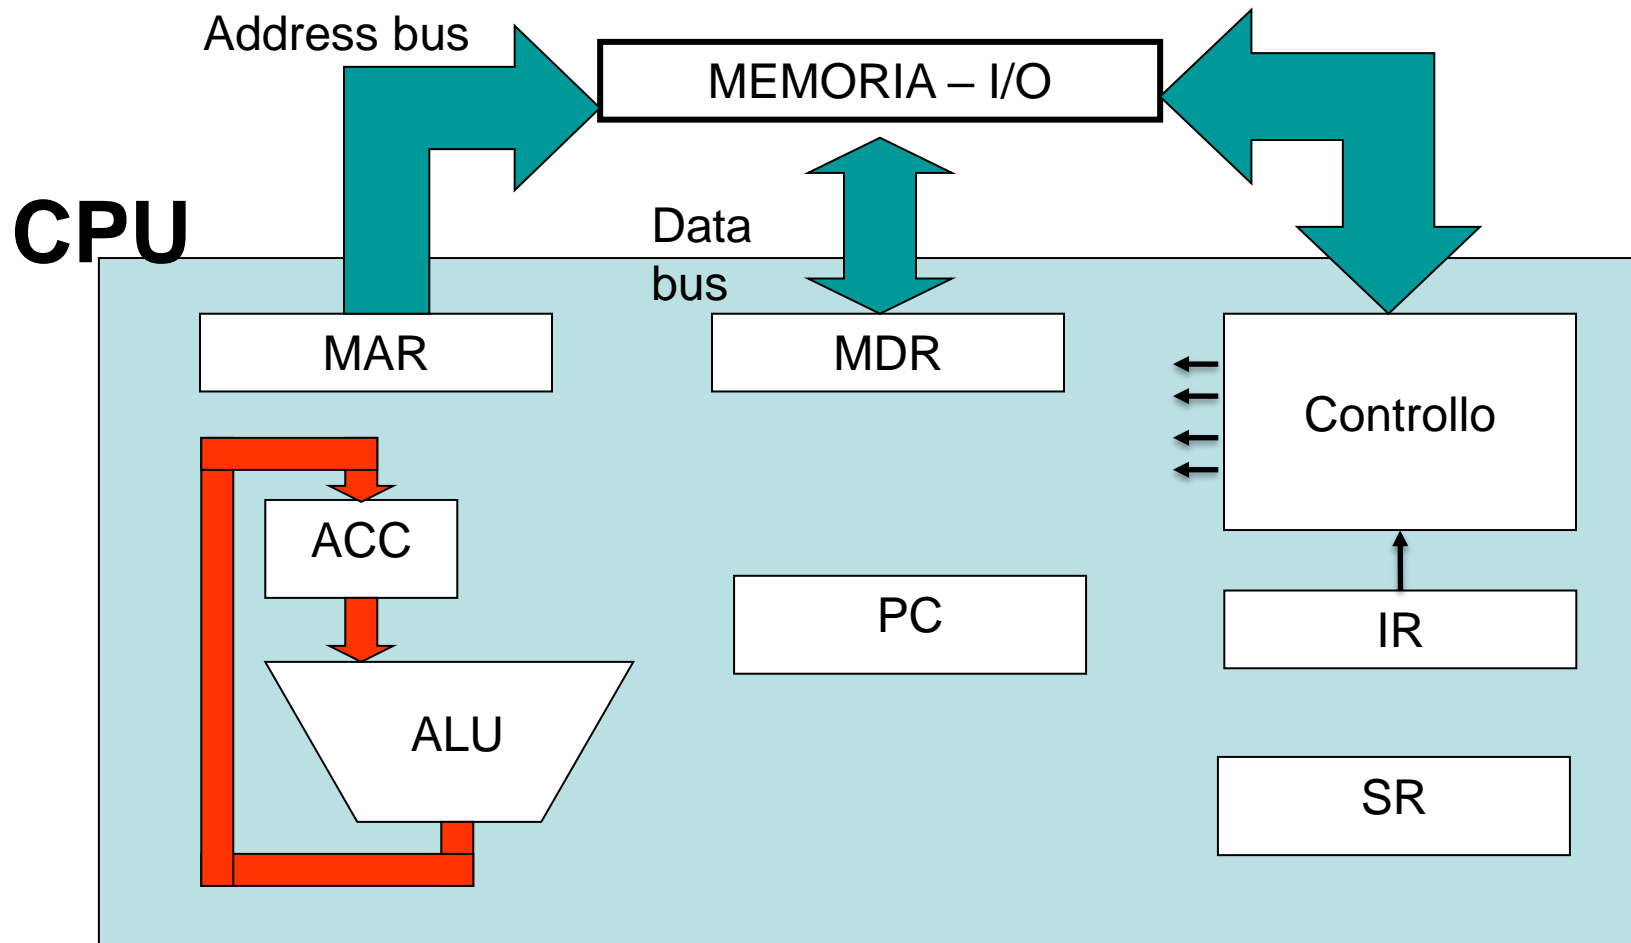 Address bus
MEMORIA – I/O
CPU
Data
bus
MAR
MDR
Controllo
ACC
PC
IR
ALU
SR